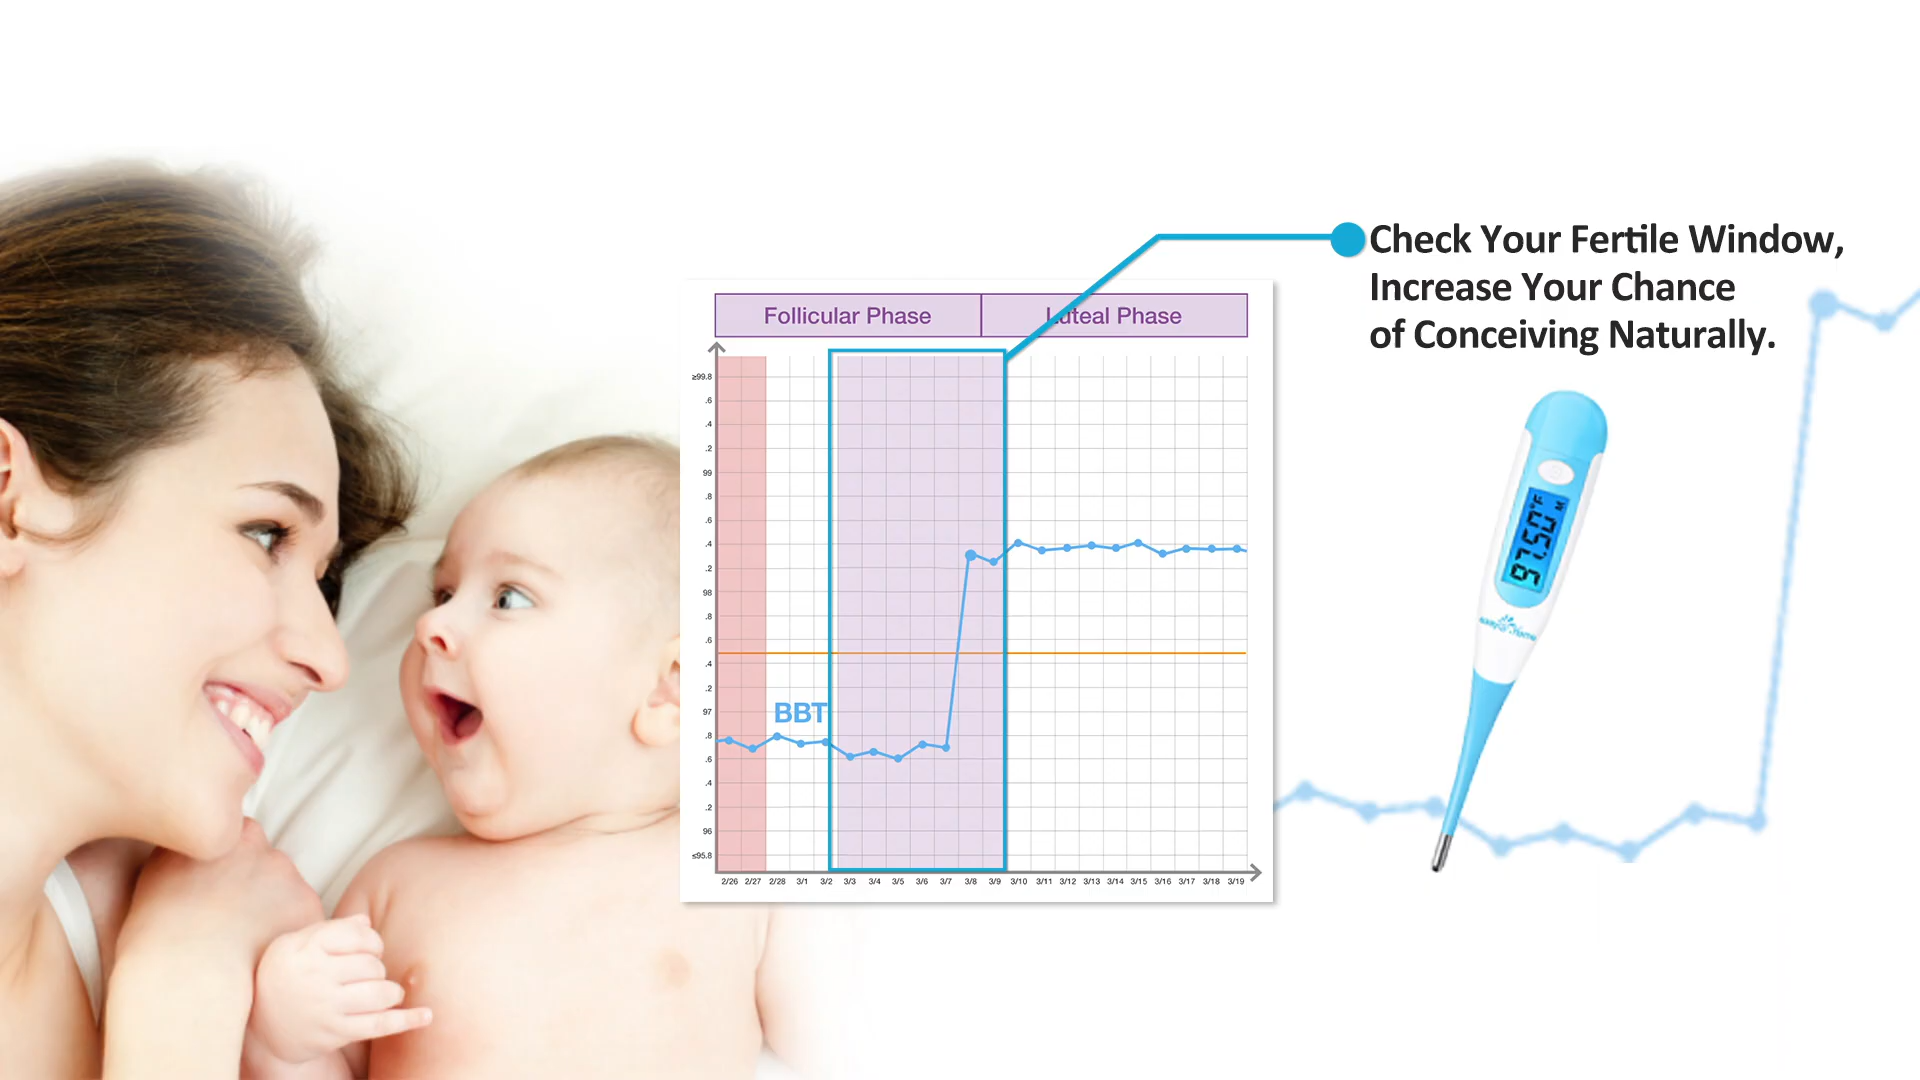 Check Your Fertile Window,
Increase Your Chance
of Conceiving Naturally.
Follicular Phase
Luteal Phase
≥99.8
.6
.4
.2
99
.8
.6
.4
.2
98
.8
.6
.4
.2
97
.8
.6
.4
.2
96
≤95.8
BBT
2/26 2/27 2/28 3/1 3/2 3/3 3/4 3/5 3/6 3/7 3/8 3/9 3/10 3/11 3/12 3/13 3/14 3/15 3/16 3/17 3/18 3/19
97.50 °F M
easy@Home